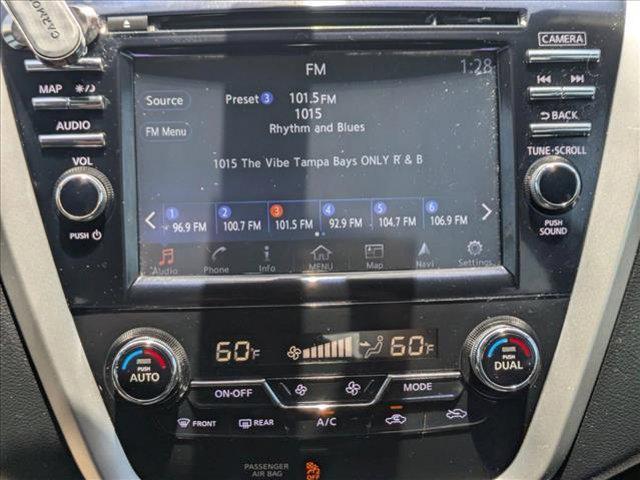 CAMERA
FM
1:28
MAP
Source
Preset 3 101.5 FM
1015
BACK
AUDIO
FM Menu
Rhythm and Blues
VOL
TUNE·SCROLL
1015 The Vibe Tampa Bays ONLY R & B
1 2 3 4 5 6
96.9 FM 100.7 FM 101.5 FM 92.9 FM 104.7 FM 106.9 FM
PUSH
PUSH
SOUND
Audio Phone Info MENU Map Navi Settings
60°F 60°F
PUSH
AUTO
PUSH
DUAL
ON·OFF
MODE
FRONT REAR A/C
PASSENGER
AIR BAG
OFF